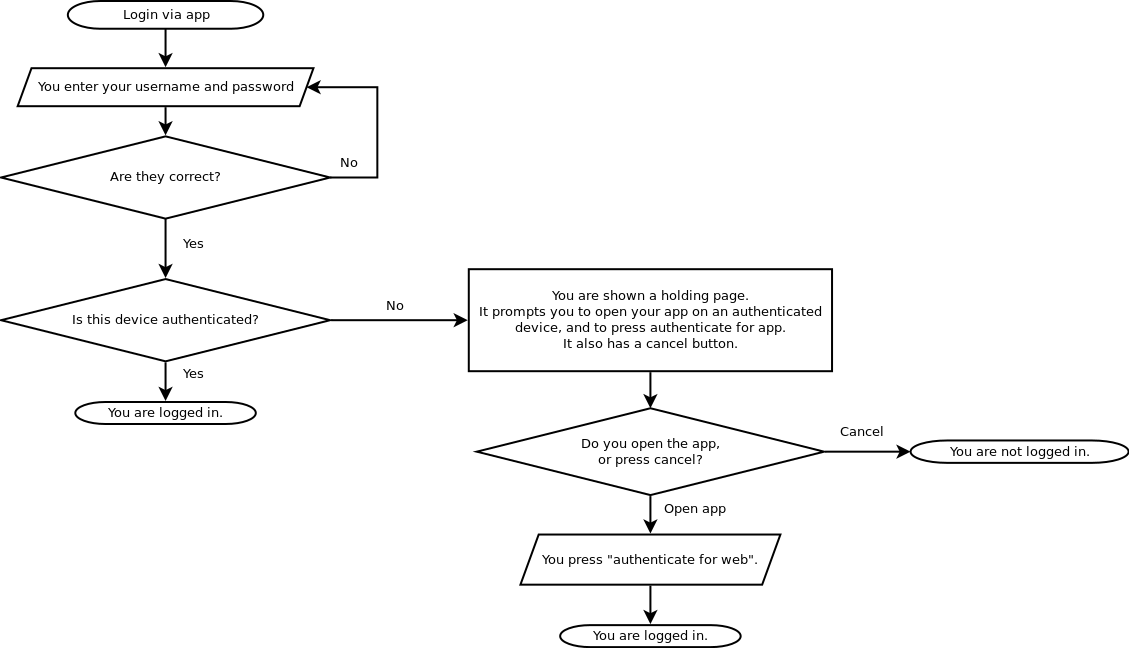 Login via app
You enter your username and password
Are they correct?
No
Yes
Is this device authenticated?
No
Yes
You are logged in.
You are shown a holding page.
It prompts you to open your app on an authenticated
device, and to press authenticate for app.
It also has a cancel button.
Do you open the app,
or press cancel?
Cancel
You are not logged in.
Open app
You press "authenticate for web".
You are logged in.